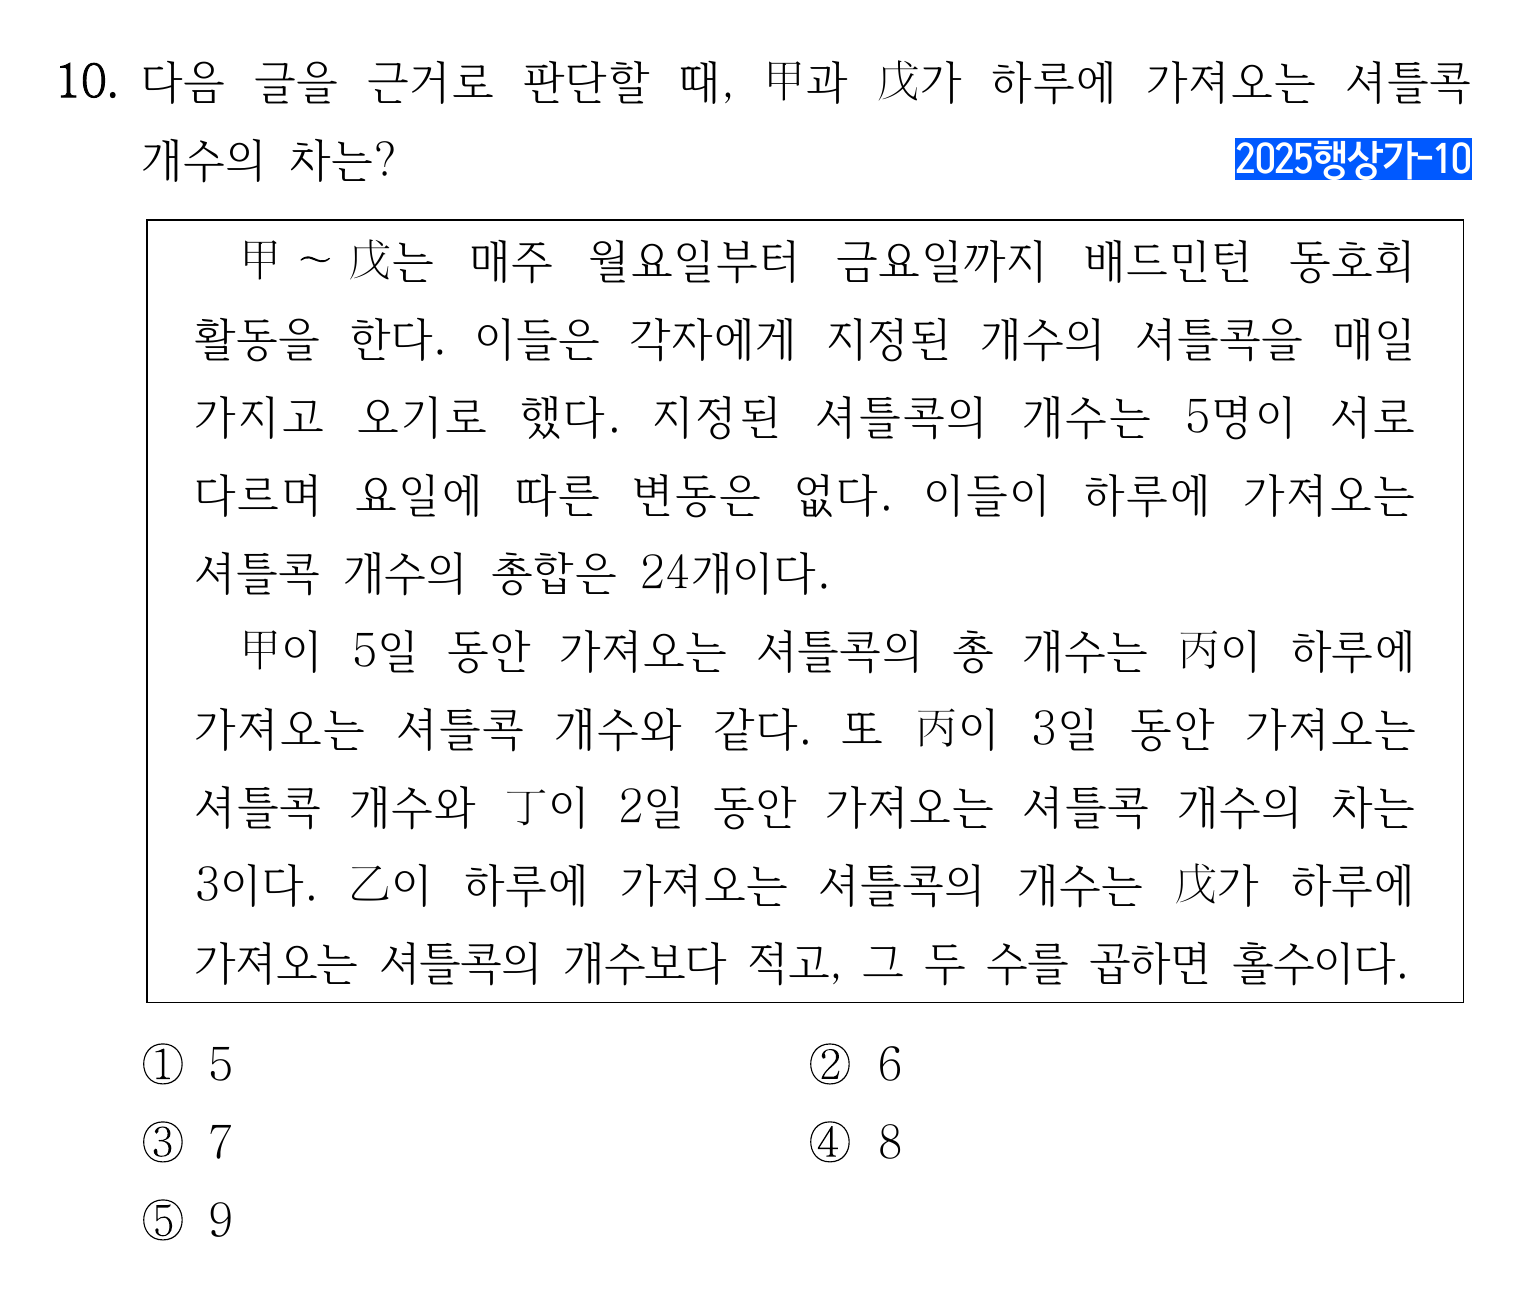 10. 다음 글을 근거로 판단할 때, 甲과 戊가 하루에 가져오는 셔틀콕
개수의 차는?
2025행상가-10
甲 ~ 戊는 매주 월요일부터 금요일까지 배드민턴 동호회
활동을 한다. 이들은 각자에게 지정된 개수의 셔틀콕을 매일
가지고 오기로 했다. 지정된 셔틀콕의 개수는 5명이 서로
다르며 요일에 따른 변동은 없다. 이들이 하루에 가져오는
셔틀콕 개수의 총합은 24개이다.
甲이 5일 동안 가져오는 셔틀콕의 총 개수는 丙이 하루에
가져오는 셔틀콕 개수와 같다. 또 丙이 3일 동안 가져오는
셔틀콕 개수와 丁이 2일 동안 가져오는 셔틀콕 개수의 차는
3이다. 乙이 하루에 가져오는 셔틀콕의 개수는 戊가 하루에
가져오는 셔틀콕의 개수보다 적고, 그 두 수를 곱하면 홀수이다.
① 5
② 6
③ 7
④ 8
⑤ 9